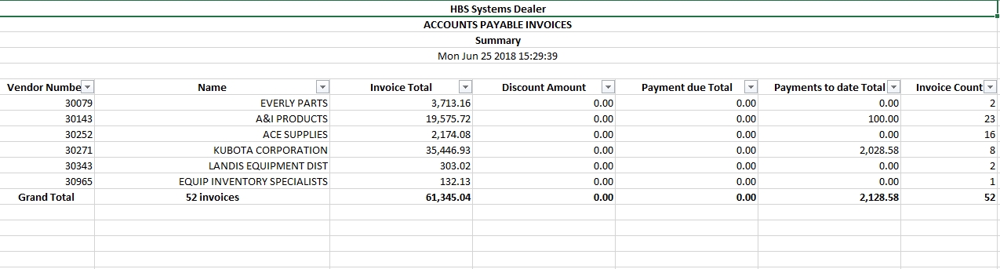 HBS Systems Dealer
ACCOUNTS PAYABLE INVOICES
Summary
Mon Jun 25 2018 15:29:39
Vendor Numbe Name Invoice Total Discount Amount Payment due Total Payments to date Total Invoice Count
30079 EVERLY PARTS 3,713.16 0.00 0.00 0.00 2
30143 A&I PRODUCTS 19,575.72 0.00 0.00 100.00 23
30252 ACE SUPPLIES 2,174.08 0.00 0.00 0.00 16
30271 KUBOTA CORPORATION 35,446.93 0.00 0.00 2,028.58 8
30343 LANDIS EQUIPMENT DIST 303.02 0.00 0.00 0.00 2
30965 EQUIP INVENTORY SPECIALISTS 132.13 0.00 0.00 0.00 1
Grand Total 52 invoices 61,345.04 0.00 0.00 2,128.58 52